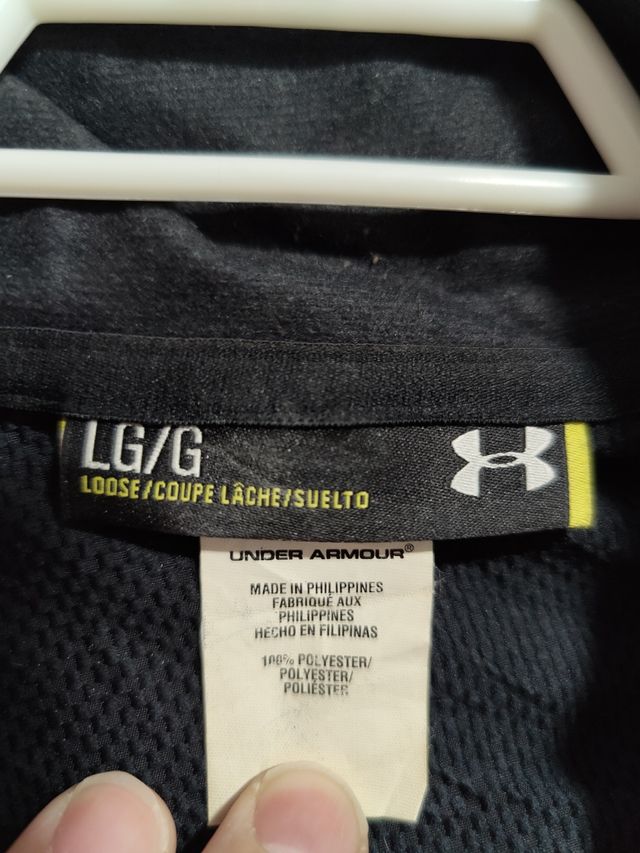 LG/G
LOOSE/COUPE LÂCHE/SUELTO
UNDER ARMOUR®
MADE IN PHILIPPINES
FABRIQUÉ AUX
PHILIPPINES
HECHO EN FILIPINAS
100% POLYESTER/
POLYESTER/
POLIÉSTER